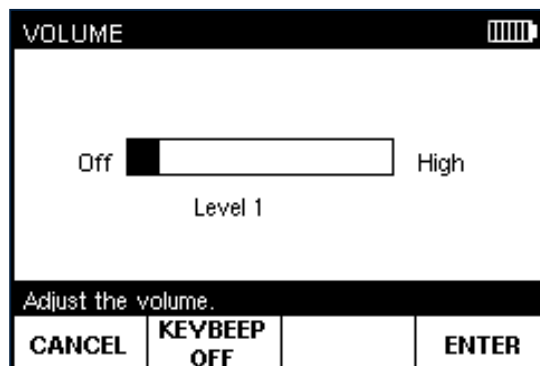 VOLUME
Off High
Level 1
Adjust the volume.
CANCEL KEYBEEP OFF ENTER